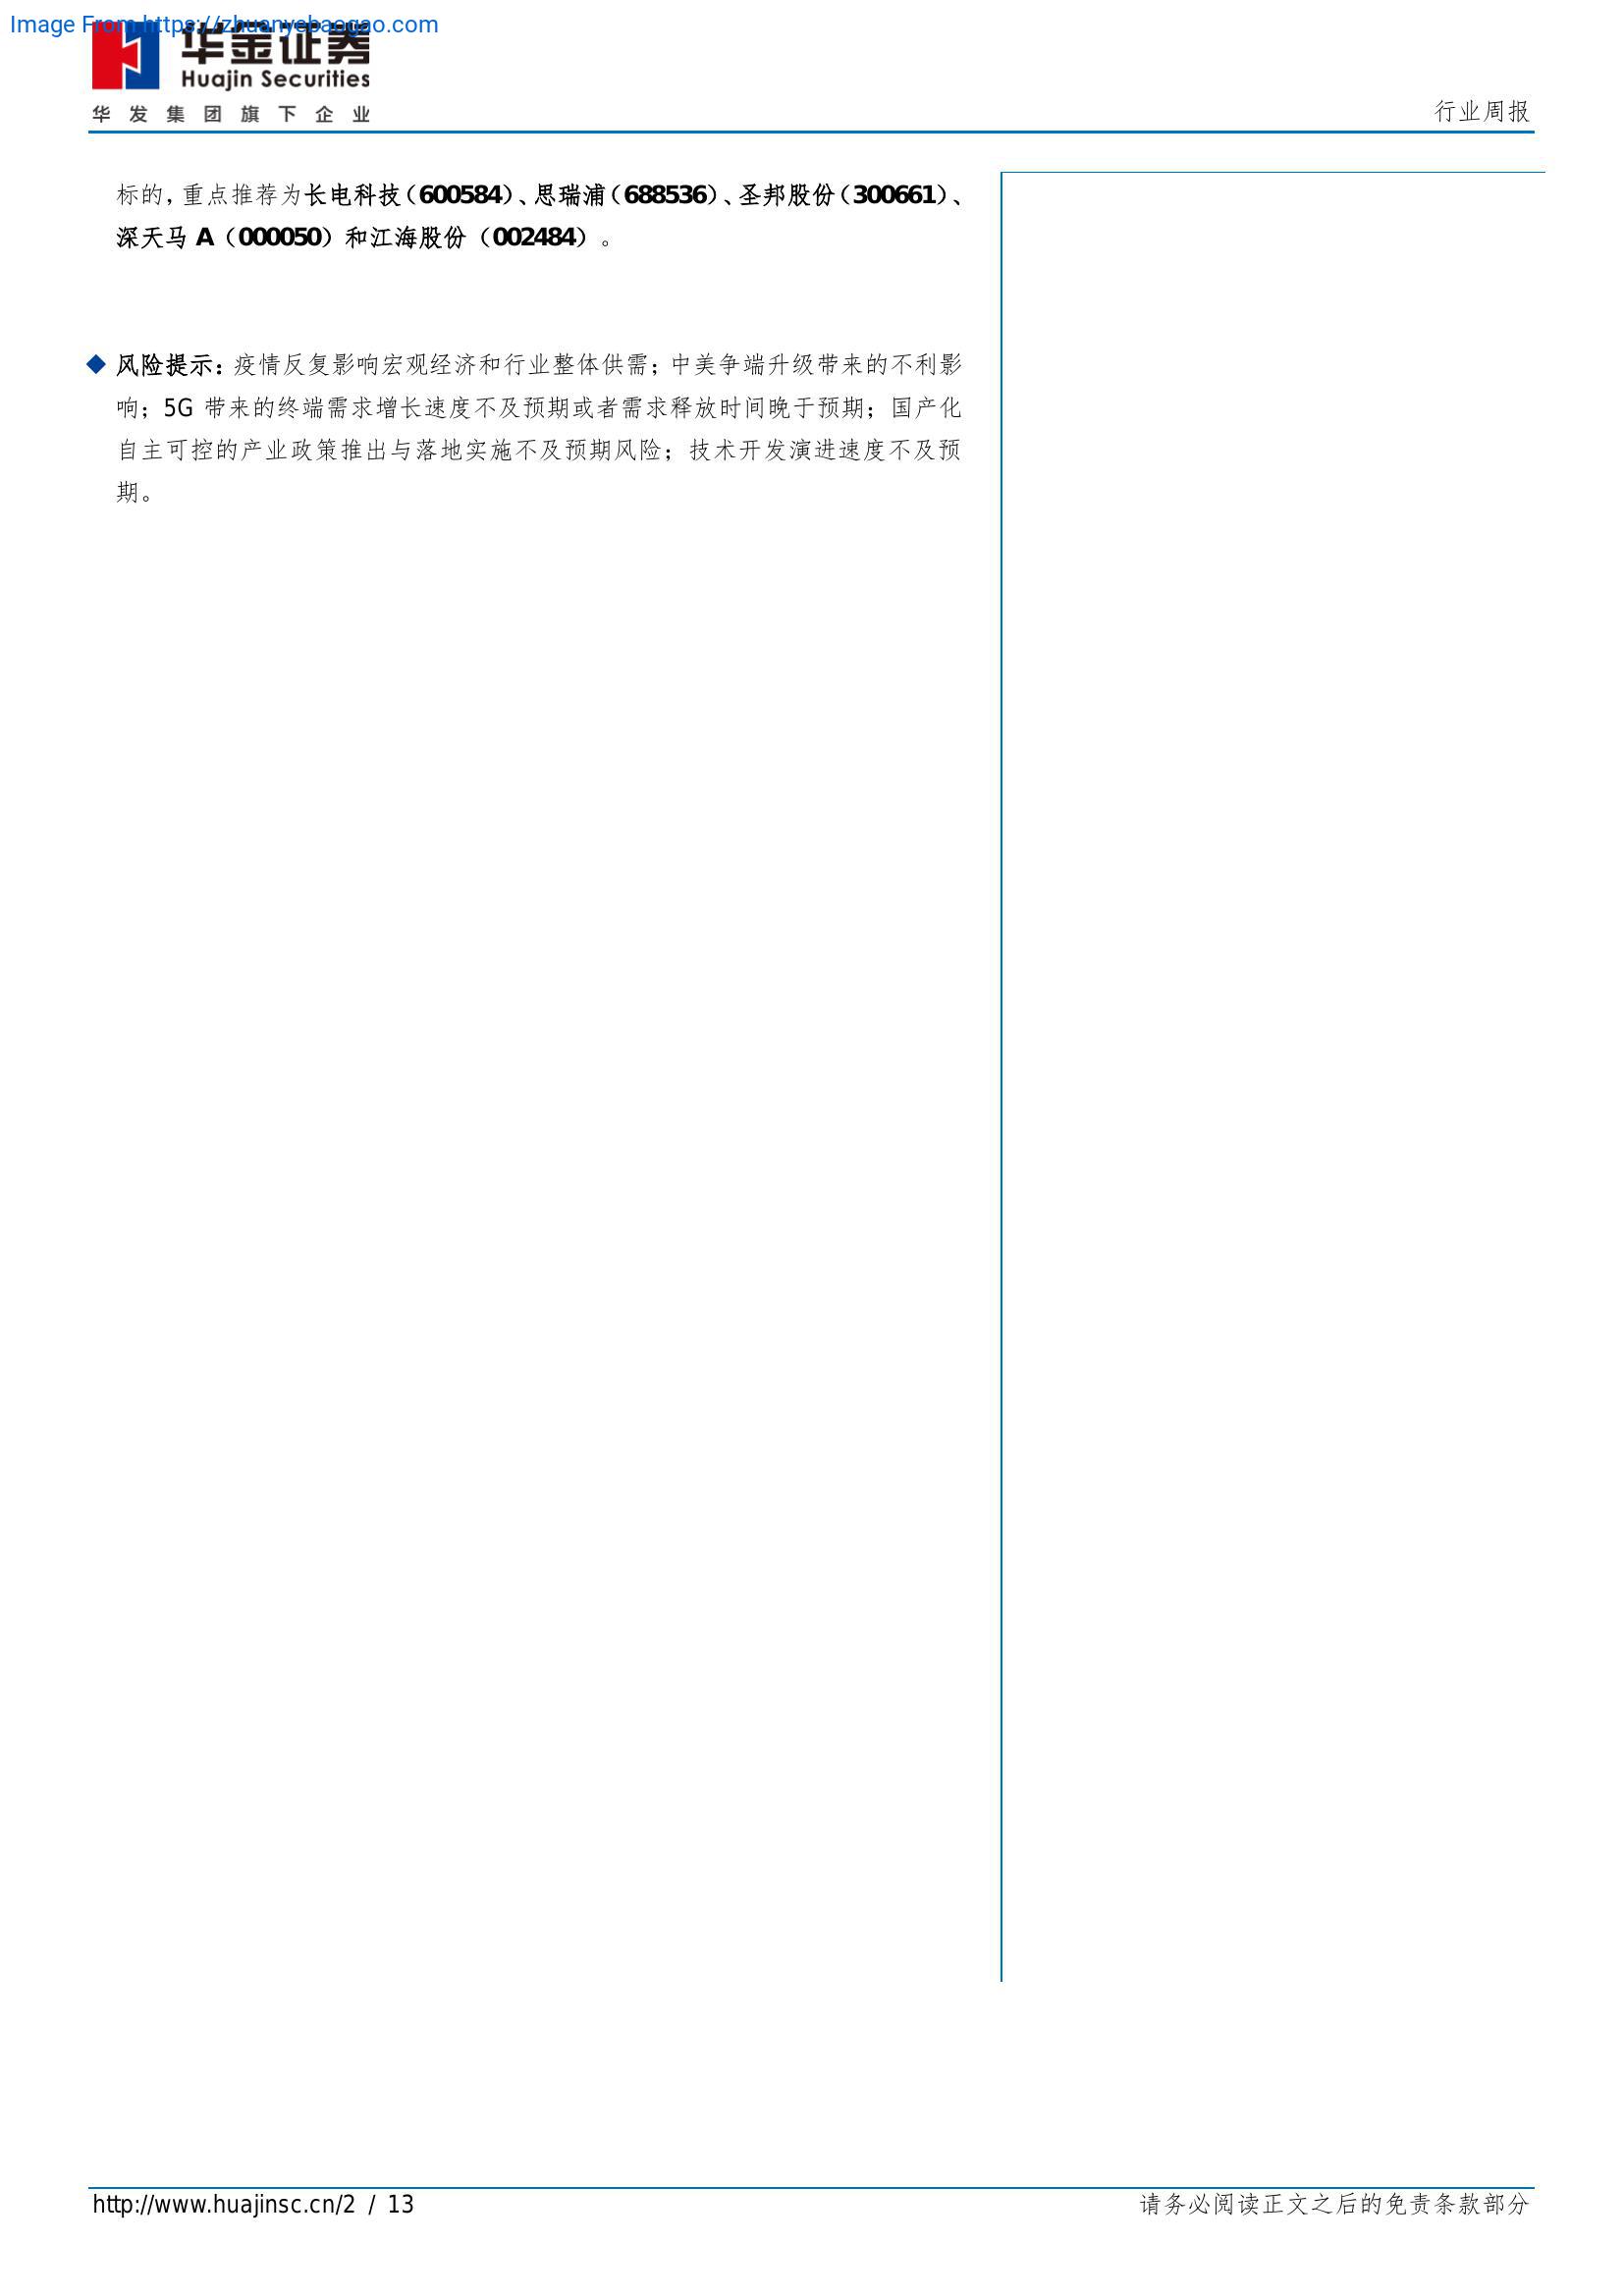 Image From https://zhuanyebaogao.com
华金证券
Huajin Securities
华发集团旗下企业
行业周报
标的，重点推荐为长电科技（600584）、思瑞浦（688536）、圣邦股份（300661）、
深天马 A（000050）和江海股份（002484）。
风险提示：疫情反复影响宏观经济和行业整体供需；中美争端升级带来的不利影
响；5G 带来的终端需求增长速度不及预期或者需求释放时间晚于预期；国产化
自主可控的产业政策推出与落地实施不及预期风险；技术开发演进速度不及预
期。
http://www.huajinsc.cn/2 / 13
请务必阅读正文之后的免责条款部分